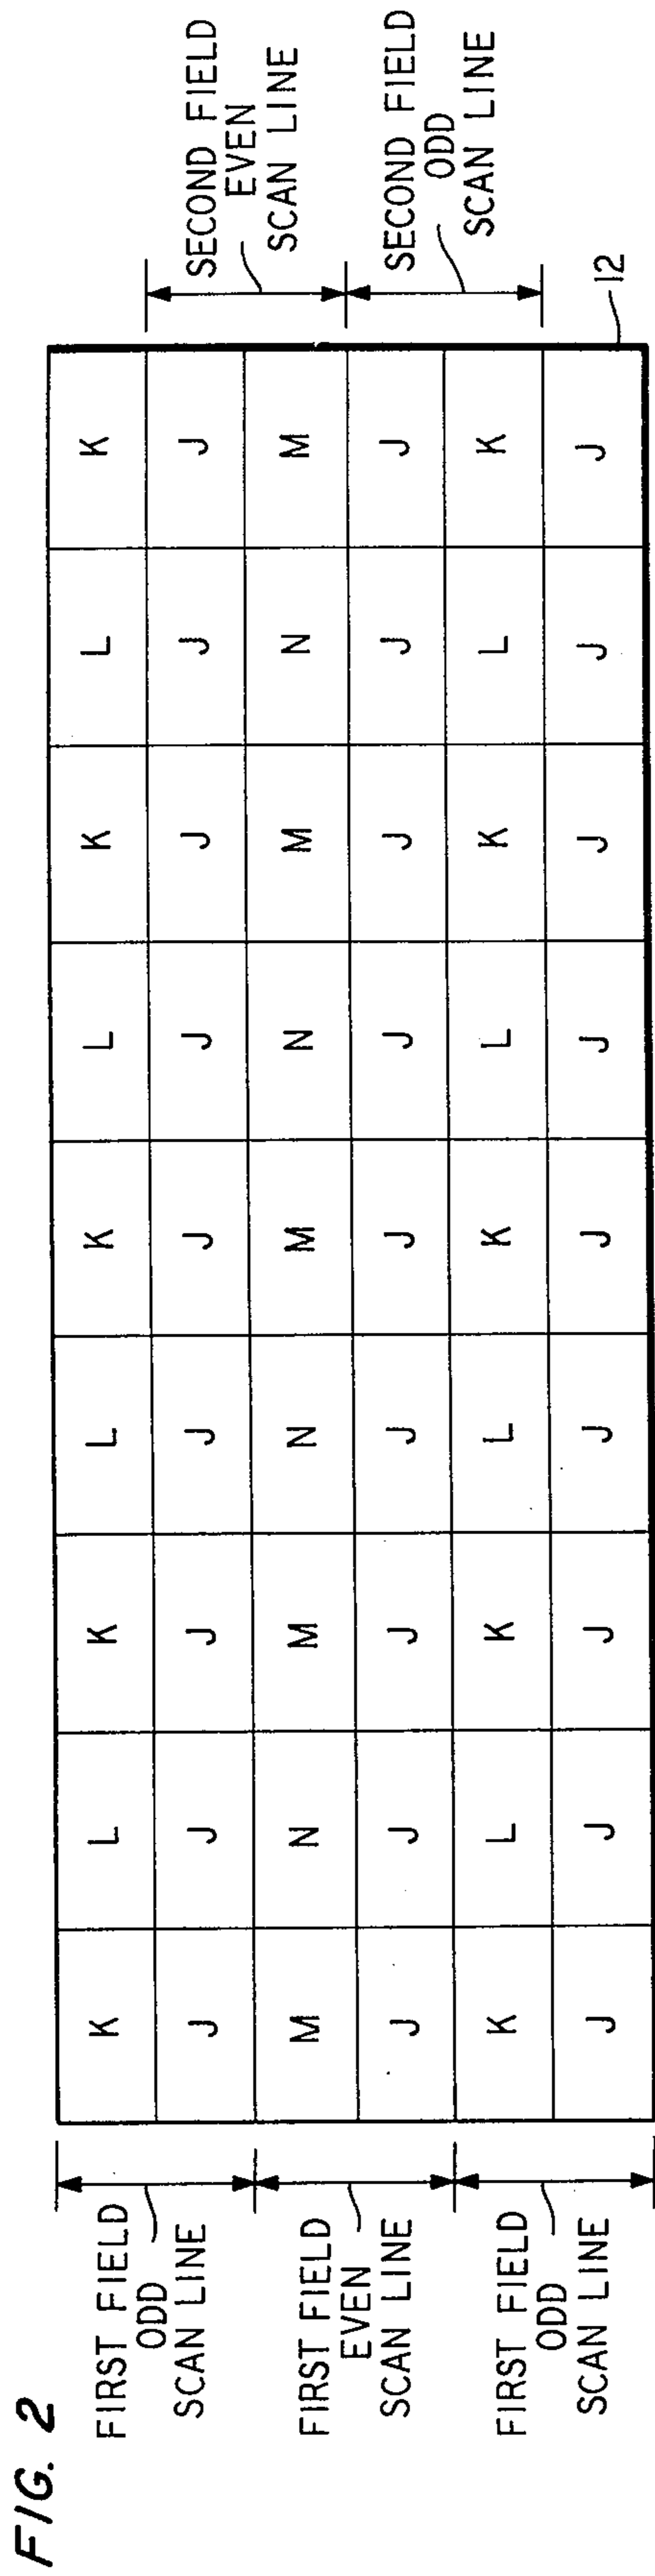 FIG. 2
FIRST FIELD
ODD
SCAN LINE
FIRST FIELD
EVEN
SCAN LINE
FIRST FIELD
ODD
SCAN LINE
K L K L K L K L K
J J J J J J J J J
M N M N M N M N M
J J J J J J J J J
K L K L K L K L K
J J J J J J J J J
SECOND FIELD
EVEN
SCAN LINE
SECOND FIELD
ODD
SCAN LINE
12